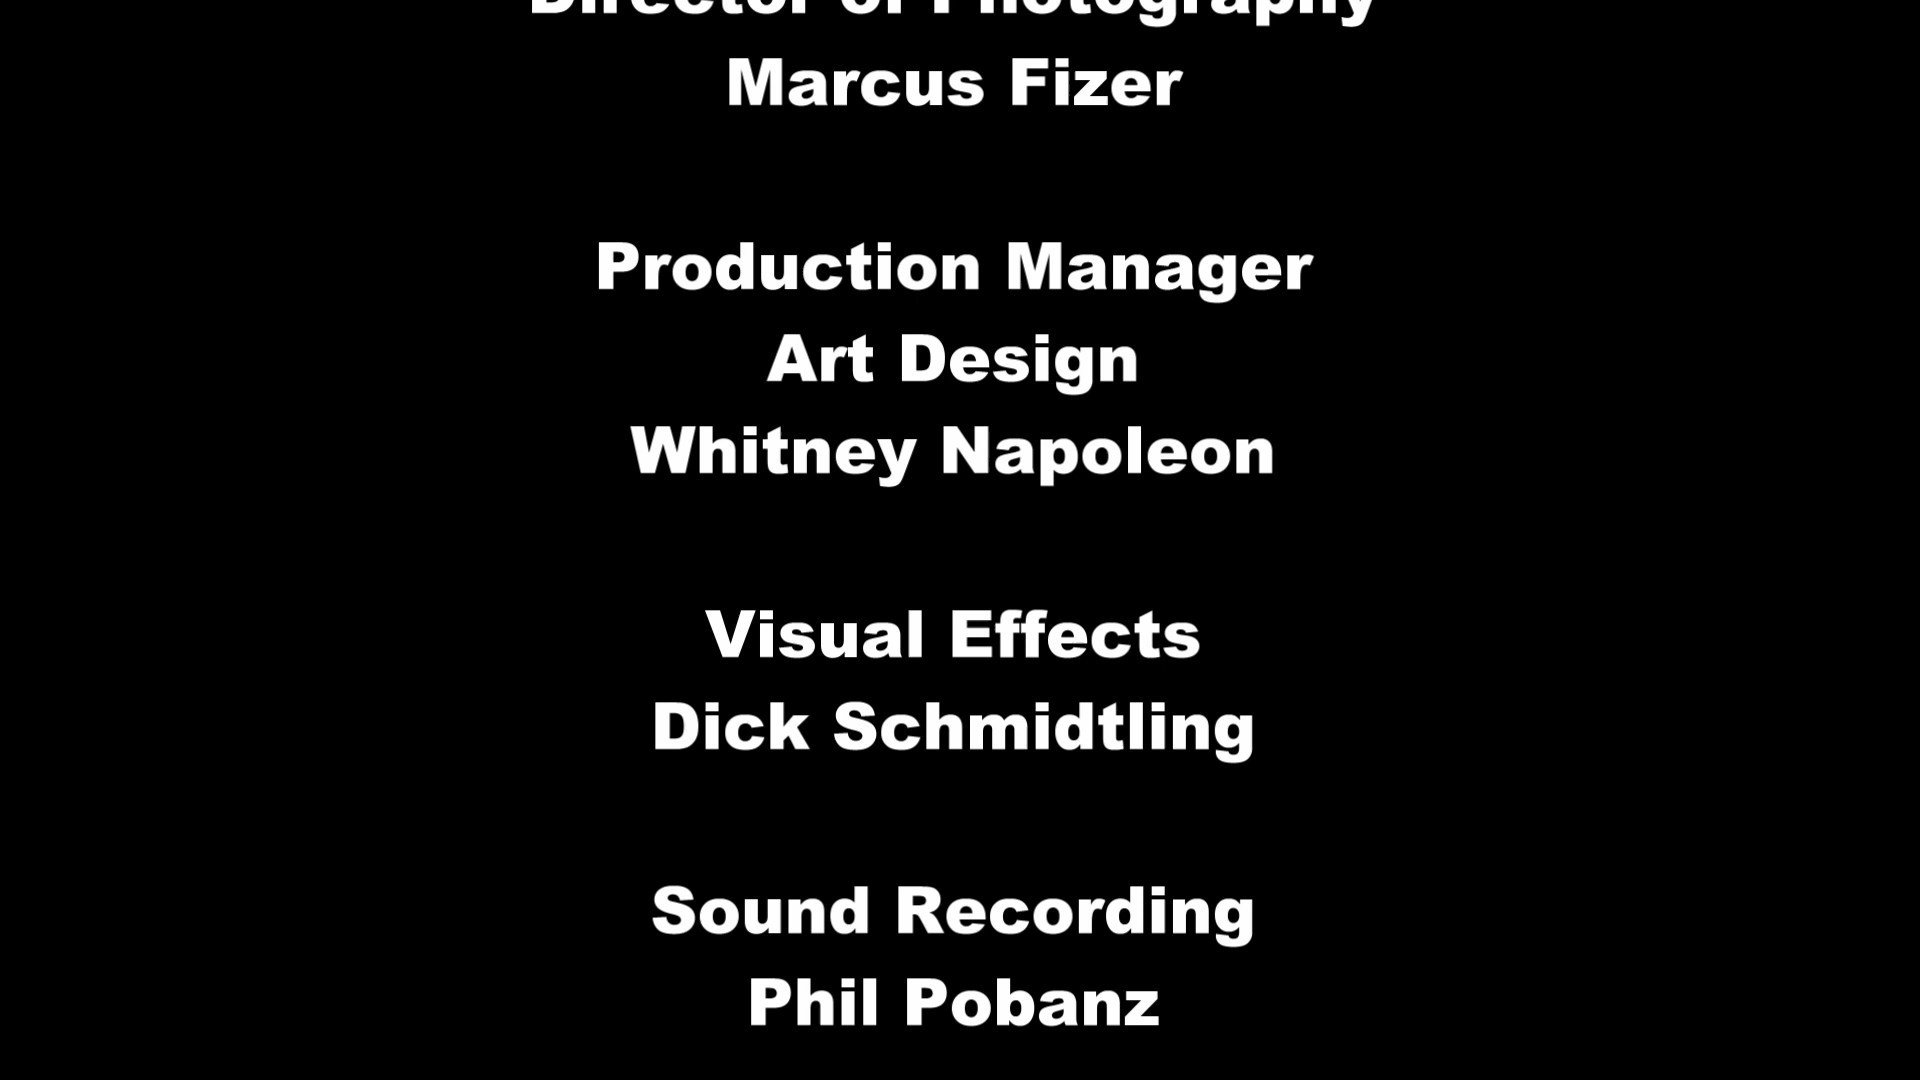 Director of Photography
Marcus Fizer
Production Manager
Art Design
Whitney Napoleon
Visual Effects
Dick Schmidtling
Sound Recording
Phil Pobanz